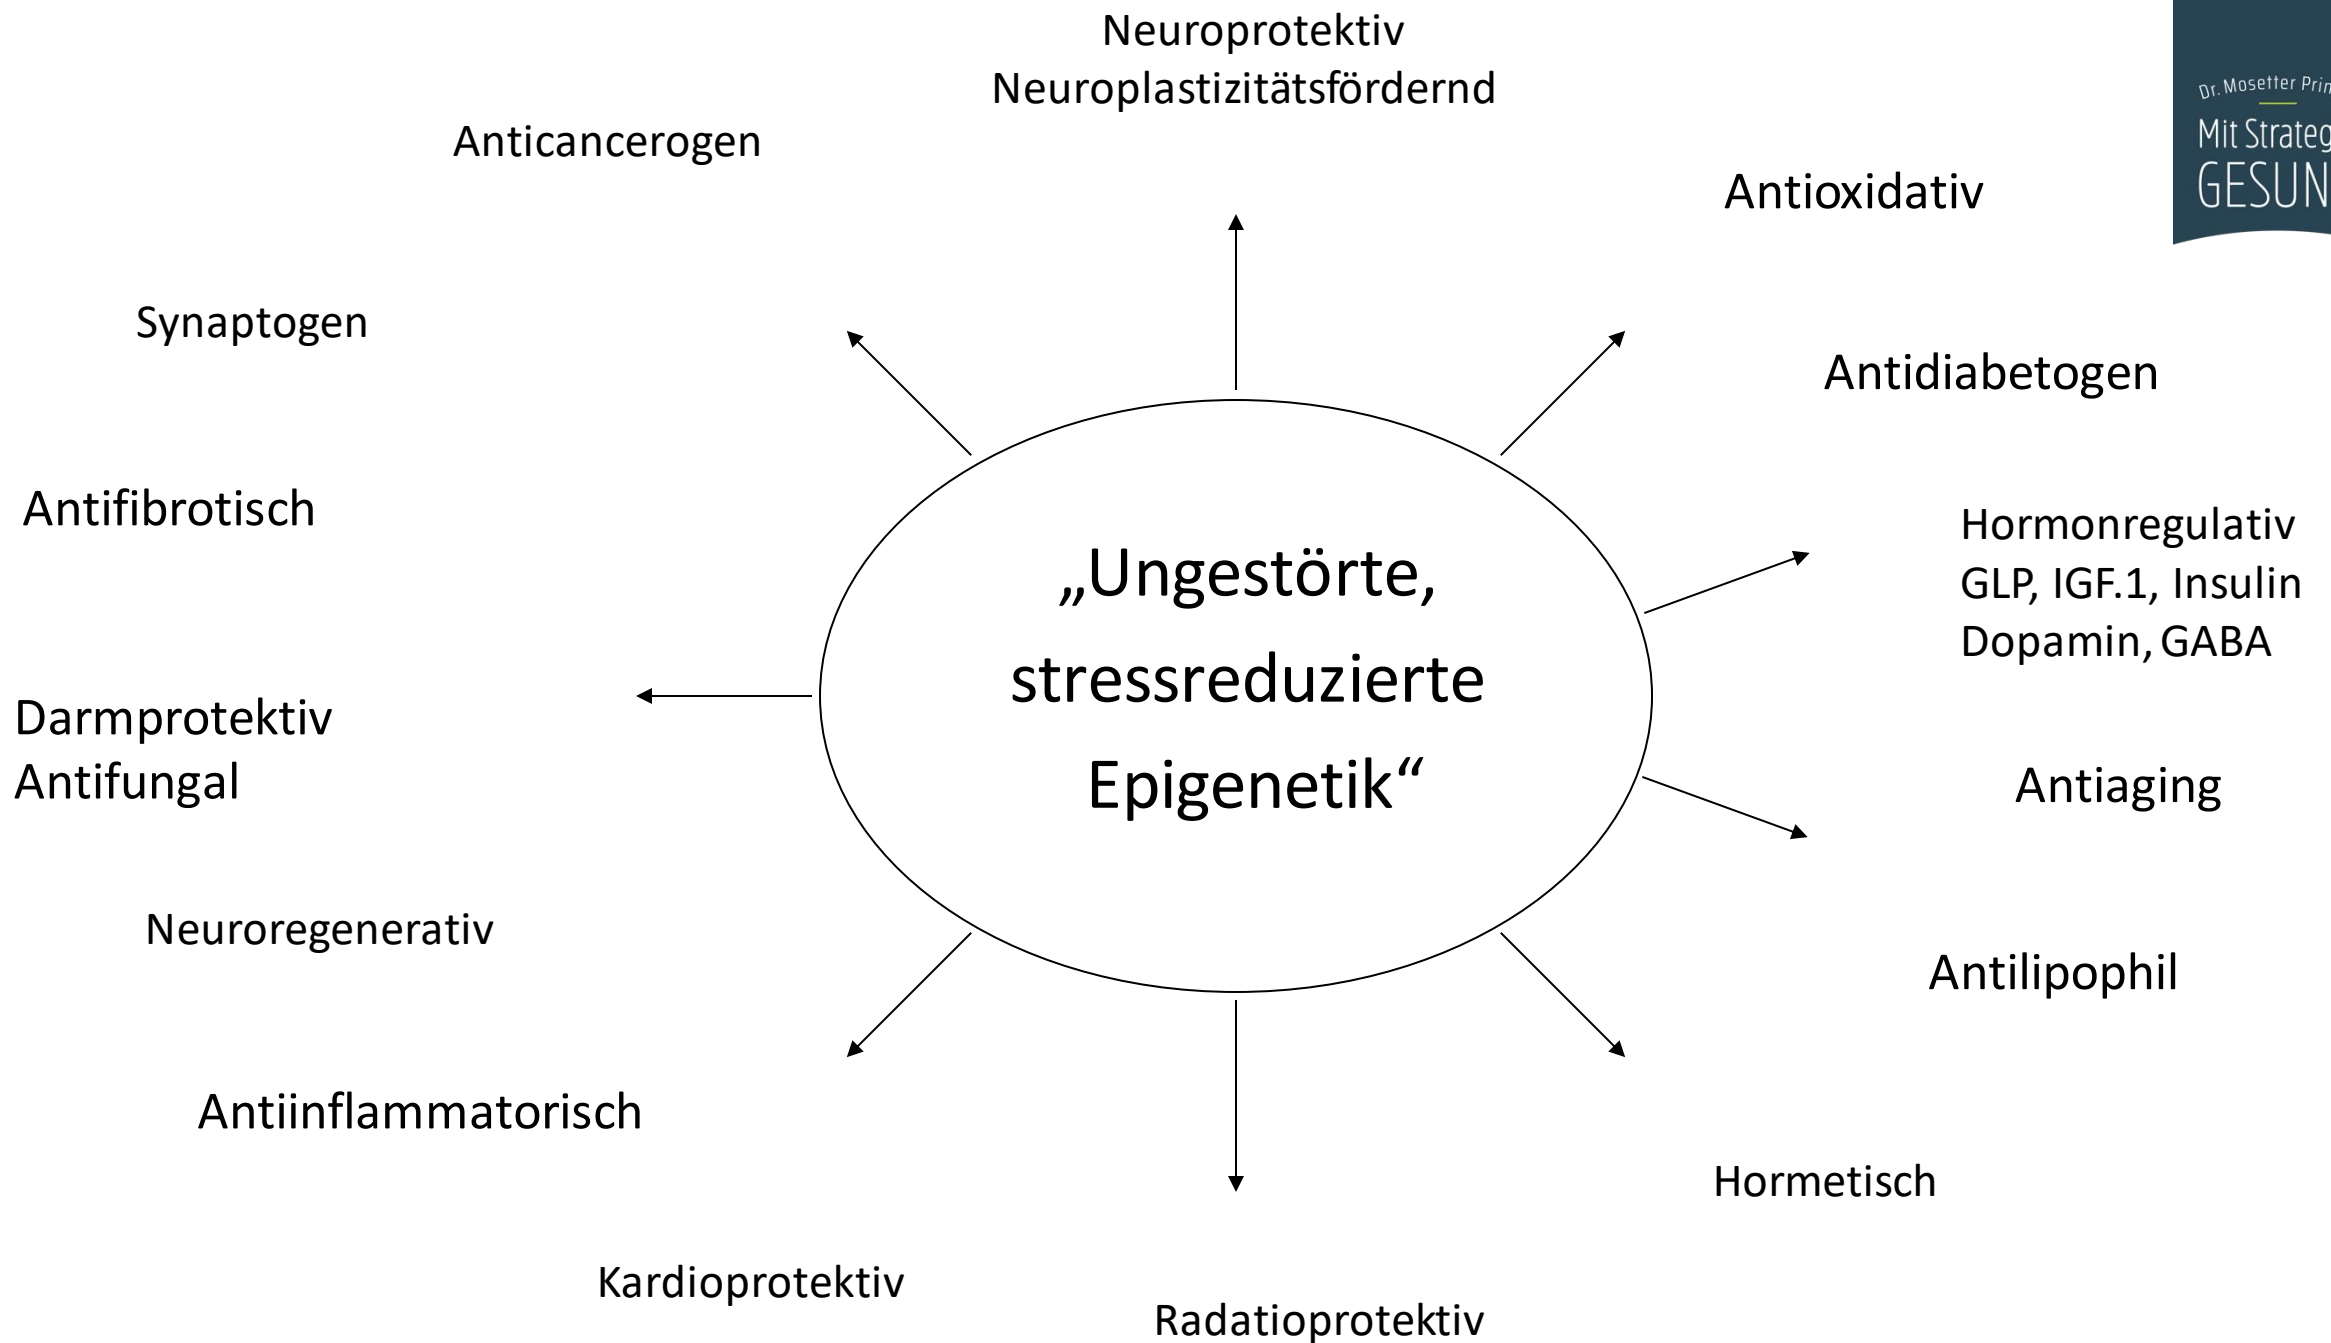 Neuroprotektiv
Neuroplastizitätsfördernd
Anticancerogen
Antioxidativ
Dr. Mosetter Prin
Mit Strateg
GESUN
Synaptogen
Antidiabetogen
Antifibrotisch
Hormonregulativ
GLP, IGF.1, Insulin
Dopamin, GABA
„Ungestörte,
stressreduzierte
Epigenetik“
Darmprotektiv
Antifungal
Antiaging
Neuroregenerativ
Antilipophil
Antiinflammatorisch
Hormetisch
Kardioprotektiv
Radatioprotektiv